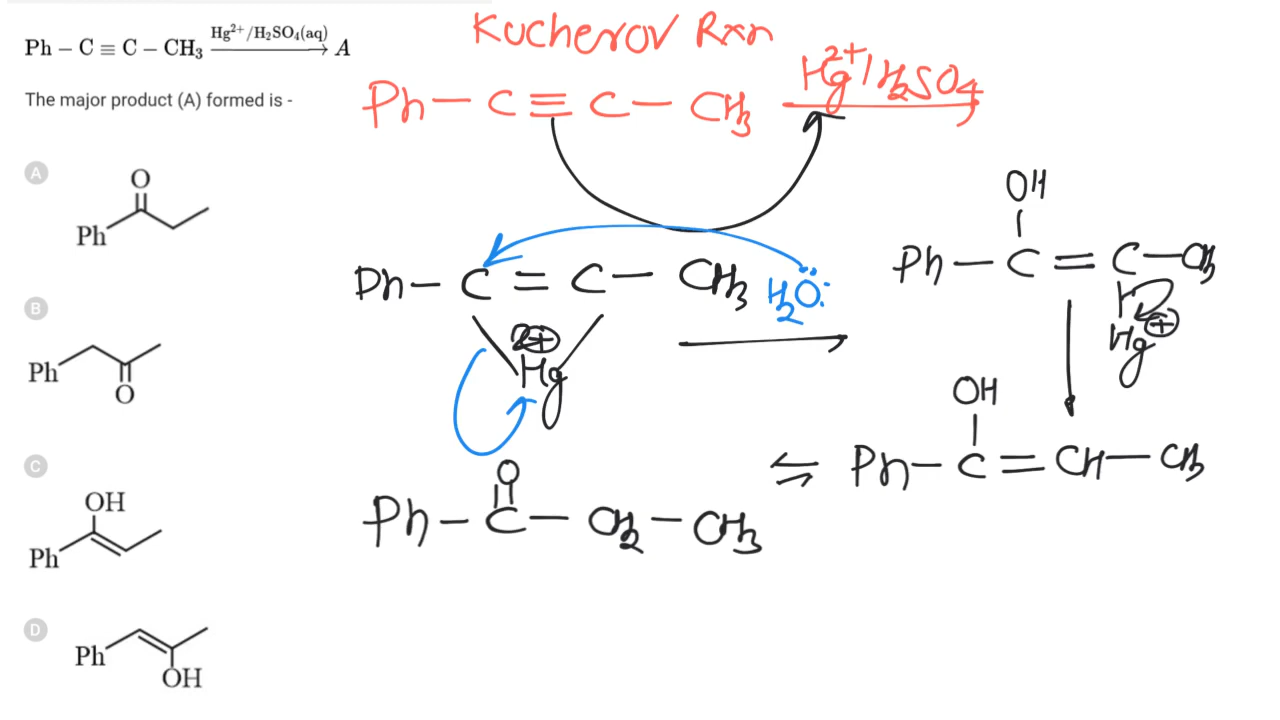 Ph – C ≡ C – CH₃ Hg²⁺/H₂SO₄(aq) → A
The major product (A) formed is -
A
O
Ph
B
Ph
O
C
OH
Ph
D
Ph
OH
Kucherov Rxn
Ph – C ≡ C – CH₃ Hg²⁺/H₂SO₄
Ph – C = C – CH₃ H₂Ö:
2+
Hg
OH
Ph – C = C – CH₃
Hg⊕
OH
⇌ Ph – C = CH – CH₃
O
Ph – C – CH₂ – CH₃